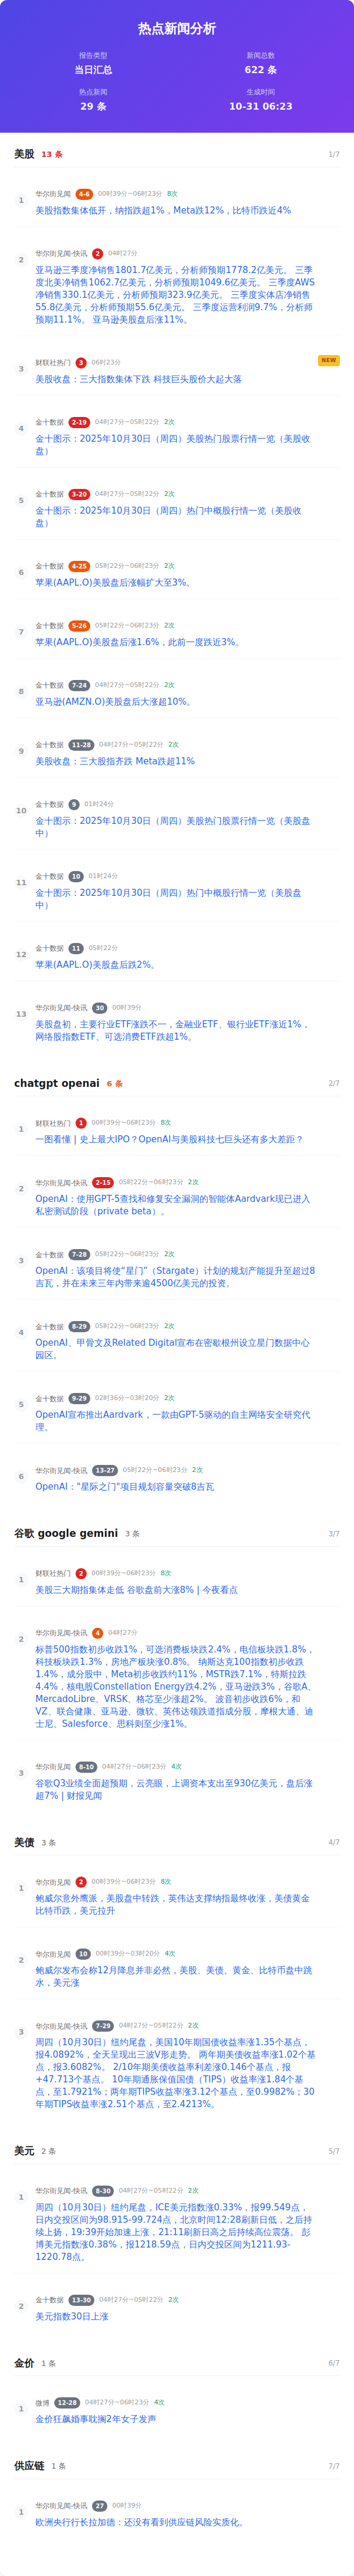 热点新闻分析
报告类型
当日汇总
新闻总数
622 条
热点新闻
29 条
生成时间
10-31 06:23
美股 13 条 1/7
1
华尔街见闻 4-6 00时39分~06时23分 8次
美股指数集体低开，纳指跌超1%，Meta跌12%，比特币跌近4%
2
华尔街见闻-快讯 2 04时27分
亚马逊三季度净销售1801.7亿美元，分析师预期1778.2亿美元。 三季
度北美净销售1062.7亿美元，分析师预期1049.6亿美元。 三季度AWS
净销售330.1亿美元，分析师预期323.9亿美元。 三季度实体店净销售
55.8亿美元，分析师预期55.6亿美元。 三季度运营利润9.7%，分析师
预期11.1%。 亚马逊美股盘后涨11%。
3
财联社热门 3 06时23分 NEW
美股收盘：三大指数集体下跌 科技巨头股价大起大落
4
金十数据 2-19 04时27分~05时22分 2次
金十图示：2025年10月30日（周四）美股热门股票行情一览（美股收
盘）
5
金十数据 3-20 04时27分~05时22分 2次
金十图示：2025年10月30日（周四）热门中概股行情一览（美股收
盘）
6
金十数据 4-25 05时22分~06时23分 2次
苹果(AAPL.O)美股盘后涨幅扩大至3%。
7
金十数据 5-26 05时22分~06时23分 2次
苹果(AAPL.O)美股盘后涨1.6%，此前一度跌近3%。
8
金十数据 7-24 04时27分~05时22分 2次
亚马逊(AMZN.O)美股盘后大涨超10%。
9
金十数据 11-28 04时27分~05时22分 2次
美股收盘：三大股指齐跌 Meta跌超11%
10
金十数据 9 01时24分
金十图示：2025年10月30日（周四）美股热门股票行情一览（美股盘
中）
11
金十数据 10 01时24分
金十图示：2025年10月30日（周四）热门中概股行情一览（美股盘
中）
12
金十数据 11 05时22分
苹果(AAPL.O)美股盘后跌2%。
13
华尔街见闻-快讯 30 00时39分
美股盘初，主要行业ETF涨跌不一，金融业ETF、银行业ETF涨近1%，
网络股指数ETF、可选消费ETF跌超1%。
chatgpt openai 6 条 2/7
1
财联社热门 1 00时39分~06时23分 8次
一图看懂 | 史上最大IPO？OpenAI与美股科技七巨头还有多大差距？
2
华尔街见闻-快讯 2-15 05时22分~06时23分 2次
OpenAI：使用GPT-5查找和修复安全漏洞的智能体Aardvark现已进入
私密测试阶段（private beta）。
3
金十数据 7-28 05时22分~06时23分 2次
OpenAI：该项目将使“星门”（Stargate）计划的规划产能提升至超过8
吉瓦，并在未来三年内带来逾4500亿美元的投资。
4
金十数据 8-29 05时22分~06时23分 2次
OpenAI、甲骨文及Related Digital宣布在密歇根州设立星门数据中心
园区。
5
金十数据 9-29 02时36分~03时20分 2次
OpenAI宣布推出Aardvark，一款由GPT-5驱动的自主网络安全研究代
理。
6
华尔街见闻-快讯 13-27 05时22分~06时23分 2次
OpenAI："星际之门"项目规划容量突破8吉瓦
谷歌 google gemini 3 条 3/7
1
财联社热门 2 00时39分~06时23分 8次
美股三大期指集体走低 谷歌盘前大涨8% | 今夜看点
2
华尔街见闻-快讯 4 04时27分
标普500指数初步收跌1%，可选消费板块跌2.4%，电信板块跌1.8%，
科技板块跌1.3%，房地产板块涨0.8%。 纳斯达克100指数初步收跌
1.4%，成分股中，Meta初步收跌约11%，MSTR跌7.1%，特斯拉跌
4.4%，核电股Constellation Energy跌4.2%，亚马逊跌3%，谷歌A、
MercadoLibre、VRSK、格芯至少涨超2%。 波音初步收跌6%，和
VZ、联合健康、亚马逊、微软、英伟达领跌道指成分股，摩根大通、迪
士尼、Salesforce、思科则至少涨1%。
3
华尔街见闻 8-10 04时27分~06时23分 4次
谷歌Q3业绩全面超预期，云亮眼，上调资本支出至930亿美元，盘后涨
超7% | 财报见闻
美债 3 条 4/7
1
华尔街见闻 2 00时39分~06时23分 8次
鲍威尔意外鹰派，美股盘中转跌，英伟达支撑纳指最终收涨，美债黄金
比特币跌，美元拉升
2
华尔街见闻 10 00时39分~03时20分 4次
鲍威尔发布会称12月降息并非必然，美股、美债、黄金、比特币盘中跳
水，美元涨
3
华尔街见闻-快讯 7-29 04时27分~05时22分 2次
周四（10月30日）纽约尾盘，美国10年期国债收益率涨1.35个基点，
报4.0892%，全天呈现出三波V形走势。 两年期美债收益率涨1.02个基
点，报3.6082%。 2/10年期美债收益率利差涨0.146个基点，报
+47.713个基点。 10年期通胀保值国债（TIPS）收益率涨1.84个基
点，至1.7921%；两年期TIPS收益率涨3.12个基点，至0.9982%；30
年期TIPS收益率涨2.51个基点，至2.4213%。
美元 2 条 5/7
1
华尔街见闻-快讯 8-30 04时27分~05时22分 2次
周四（10月30日）纽约尾盘，ICE美元指数涨0.33%，报99.549点，
日内交投区间为98.915-99.724点，北京时间12:28刷新日低，之后持
续上扬，19:39开始加速上涨，21:11刷新日高之后持续高位震荡。 彭
博美元指数涨0.38%，报1218.59点，日内交投区间为1211.93-
1220.78点。
2
金十数据 13-30 04时27分~05时22分 2次
美元指数30日上涨
金价 1 条 6/7
1
微博 12-28 04时27分~06时23分 4次
金价狂飙婚事耽搁2年女子发声
供应链 1 条 7/7
1
华尔街见闻-快讯 27 00时39分
欧洲央行行长拉加德：还没有看到供应链风险实质化。